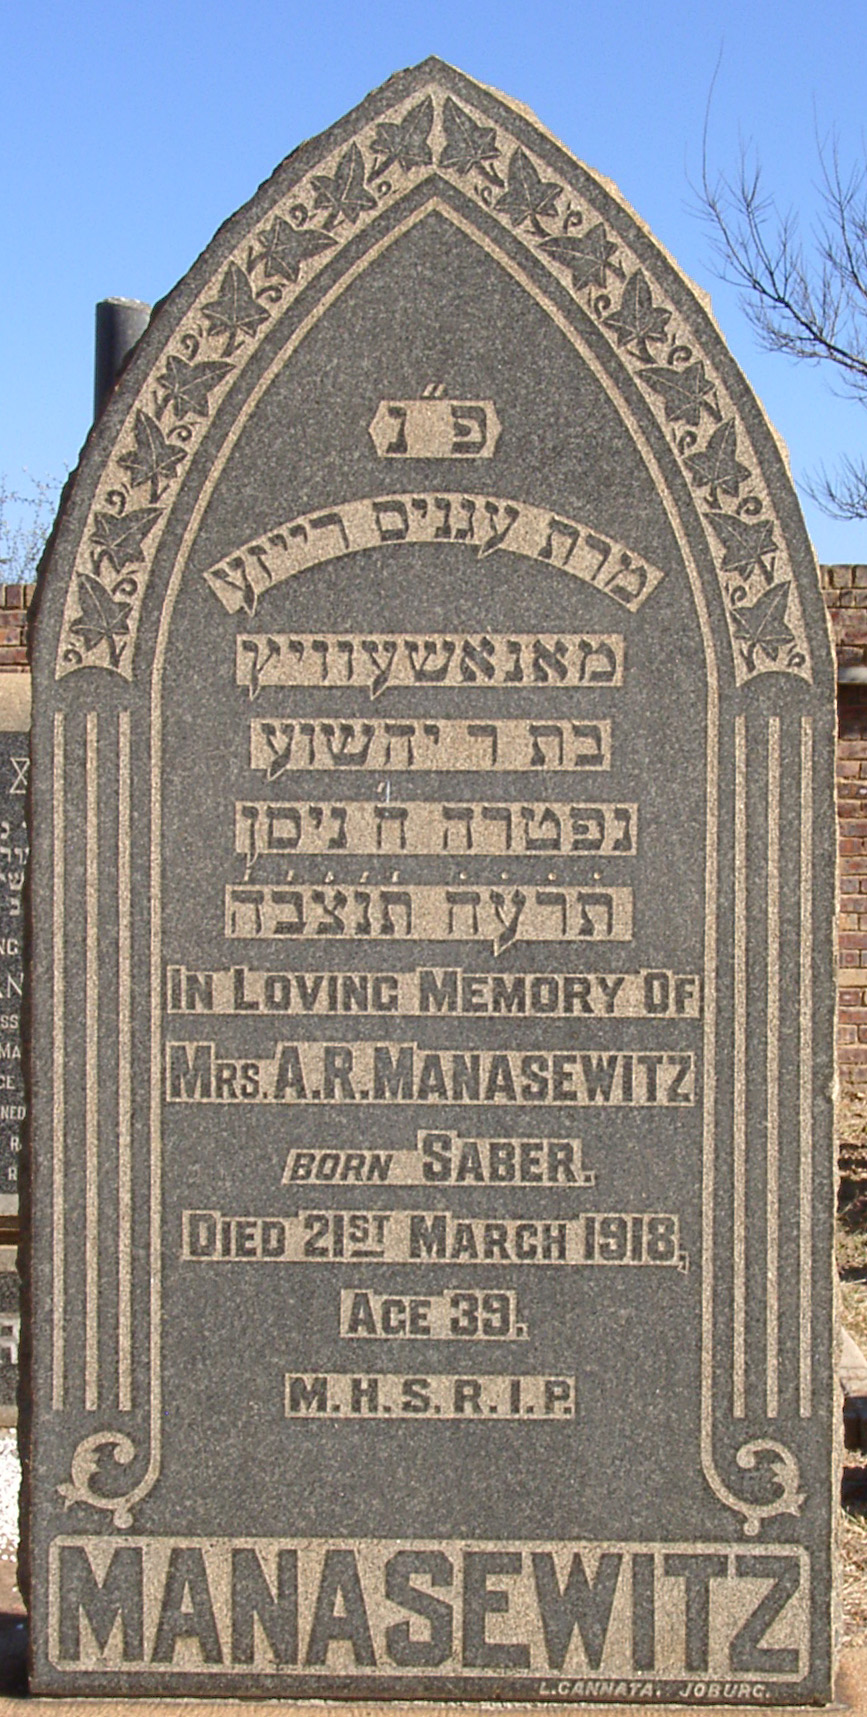 פ"נ
מרת ענגים רייזע
מאנאשעוויץ
בת ר יהשוע
נפטרה ח' ניסן
תרעה תנצבה
IN LOVING MEMORY OF
MRS. A.R. MANASEWITZ
BORN SABER.
DIED 21ST MARCH 1918,
AGE 39.
M.H.S.R.I.P.
MANASEWITZ
L. CANNATA. JOBURG.